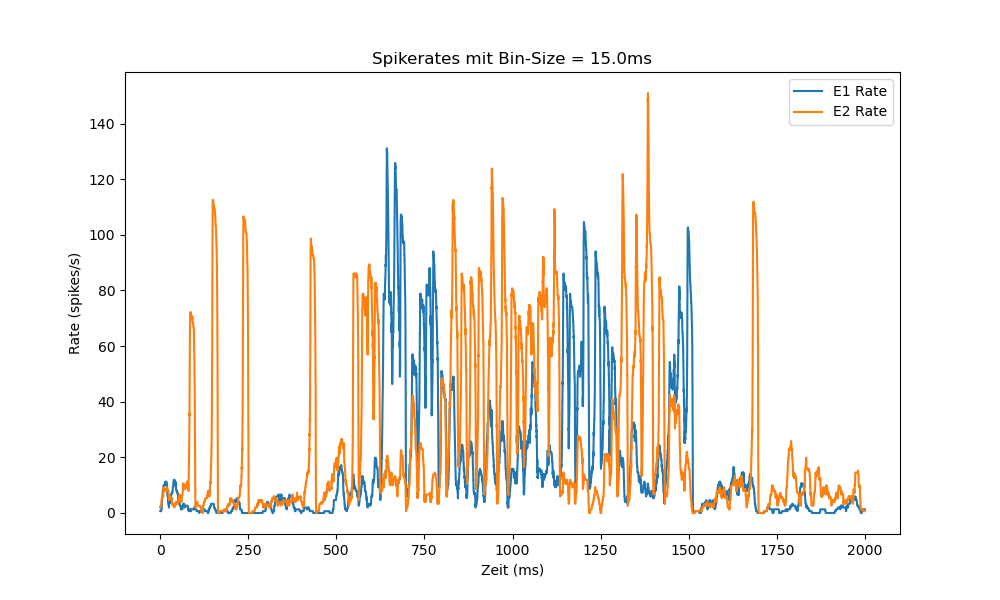 Spikerates mit Bin-Size = 15.0ms
E1 Rate
E2 Rate
Rate (spikes/s)
140
120
100
80
60
40
20
0
0 250 500 750 1000 1250 1500 1750 2000
Zeit (ms)